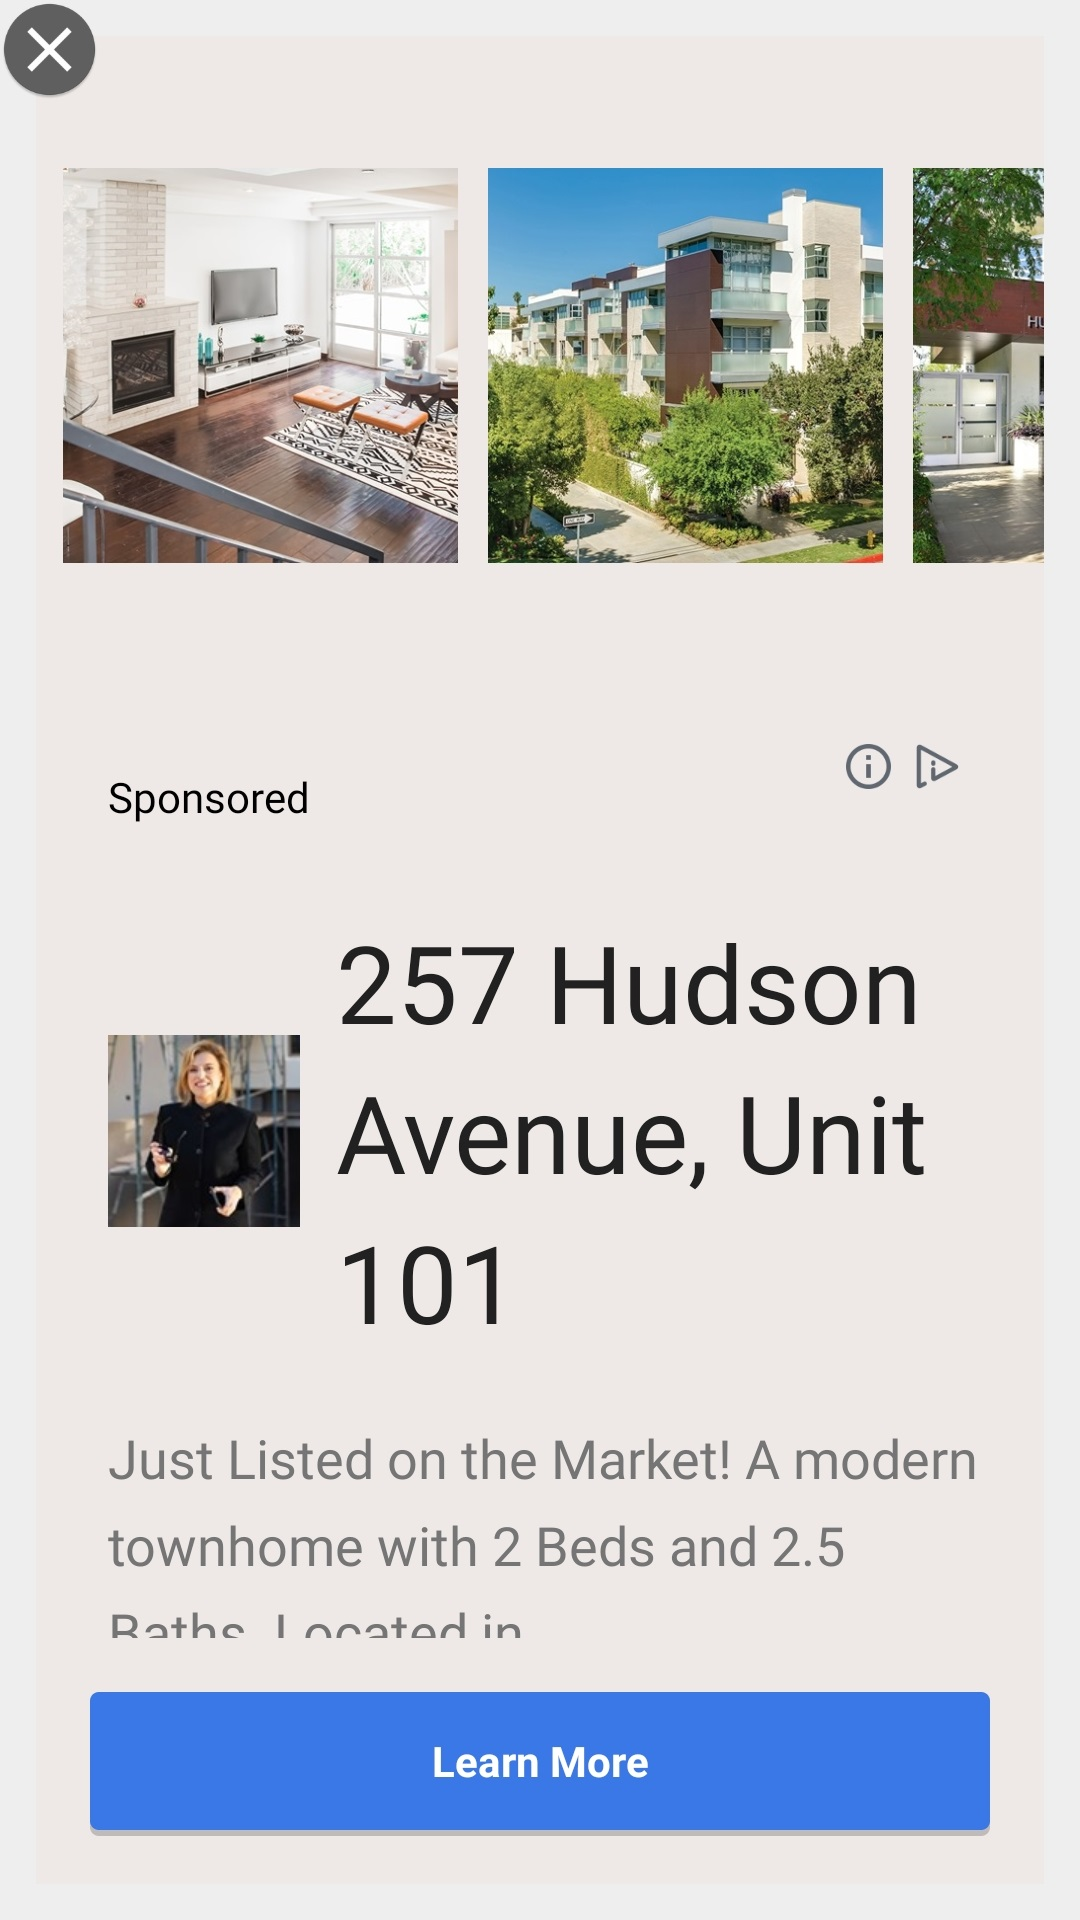 Sponsored
257 Hudson
Avenue, Unit
101
Just Listed on the Market! A modern
townhome with 2 Beds and 2.5
Baths. Located in
Learn More